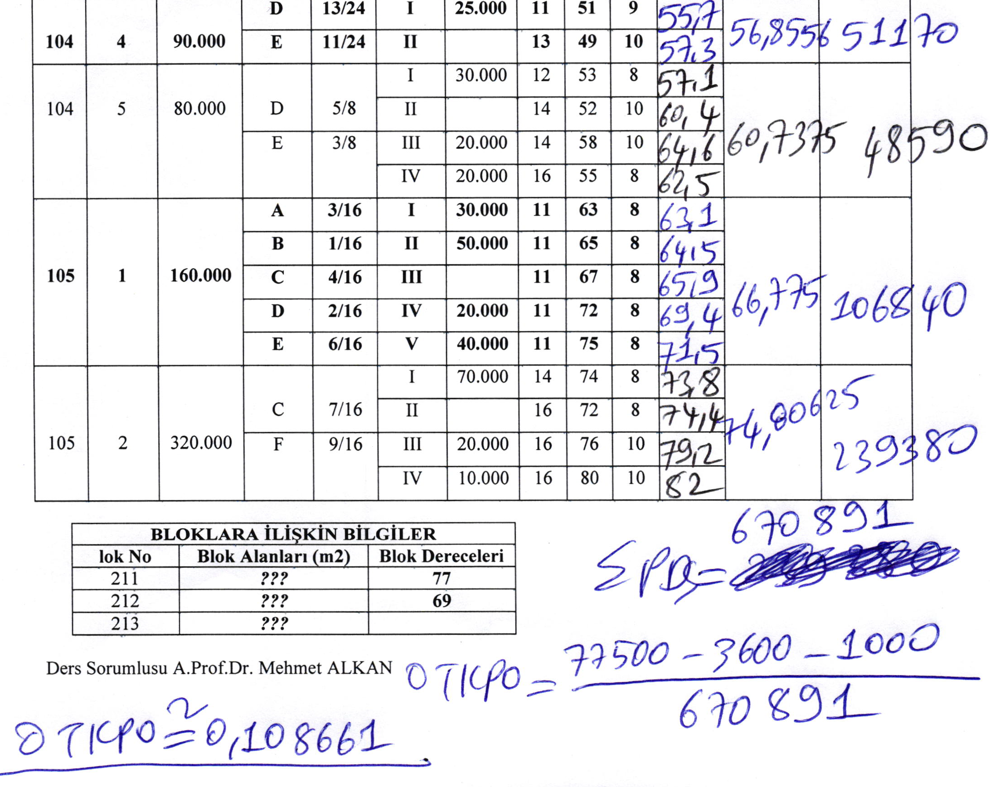 D 13/24 I 25.000 11 51 9 55,7
104 4 90.000 E 11/24 II 13 49 10 57,3 56,8556 51170
I 30.000 12 53 8 57,1
104 5 80.000 D 5/8 II 14 52 10 60,4
E 3/8 III 20.000 14 58 10 64,6 60,7375 48590
IV 20.000 16 55 8 62,5
A 3/16 I 30.000 11 63 8 63,1
B 1/16 II 50.000 11 65 8 64,5
105 1 160.000 C 4/16 III 11 67 8 65,9
D 2/16 IV 20.000 11 72 8 69,4 66,775 106840
E 6/16 V 40.000 11 75 8 71,5
I 70.000 14 74 8 73,8
C 7/16 II 16 72 8 74,4 74,80625
105 2 320.000 F 9/16 III 20.000 16 76 10 79,2 239380
IV 10.000 16 80 10 82
670891
BLOKLARA İLİŞKİN BİLGİLER
lok No Blok Alanları (m2) Blok Dereceleri
211 ??? 77
212 ??? 69
213 ???
77500 - 3600 - 1000
Ders Sorumlusu A.Prof.Dr. Mehmet ALKAN OTKPO =
670891
OTKPO ≅ 0,108661